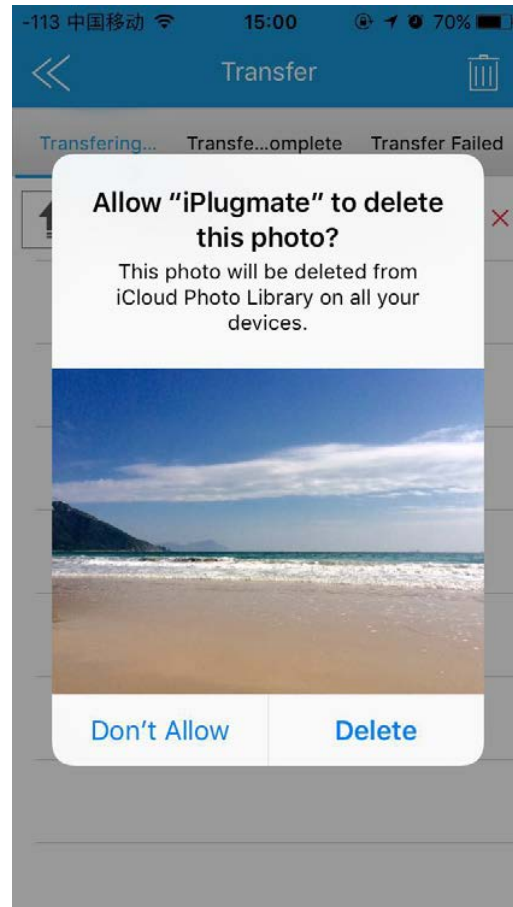 -113 中国移动 15:00 70%
Transfer
Transfering... Transfe...omplete Transfer Failed
Allow “iPlugmate” to delete
this photo?
This photo will be deleted from
iCloud Photo Library on all your
devices.
Don’t Allow Delete